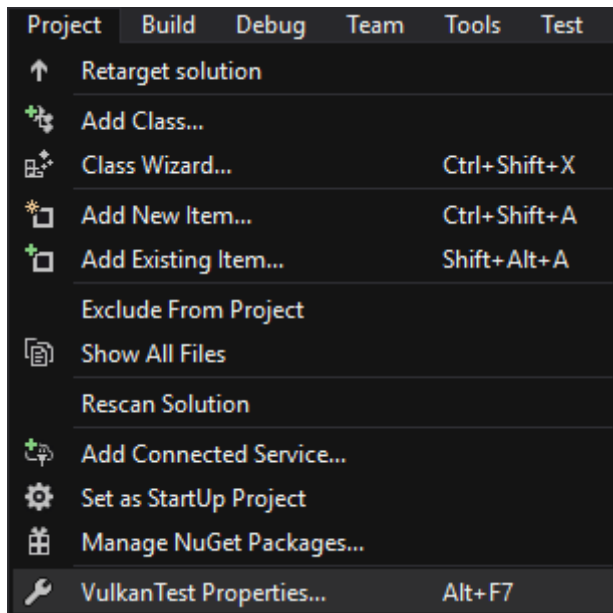 Project Build Debug Team Tools Test
Retarget solution
Add Class...
Class Wizard... Ctrl+Shift+X
Add New Item... Ctrl+Shift+A
Add Existing Item... Shift+Alt+A
Exclude From Project
Show All Files
Rescan Solution
Add Connected Service...
Set as StartUp Project
Manage NuGet Packages...
VulkanTest Properties... Alt+F7